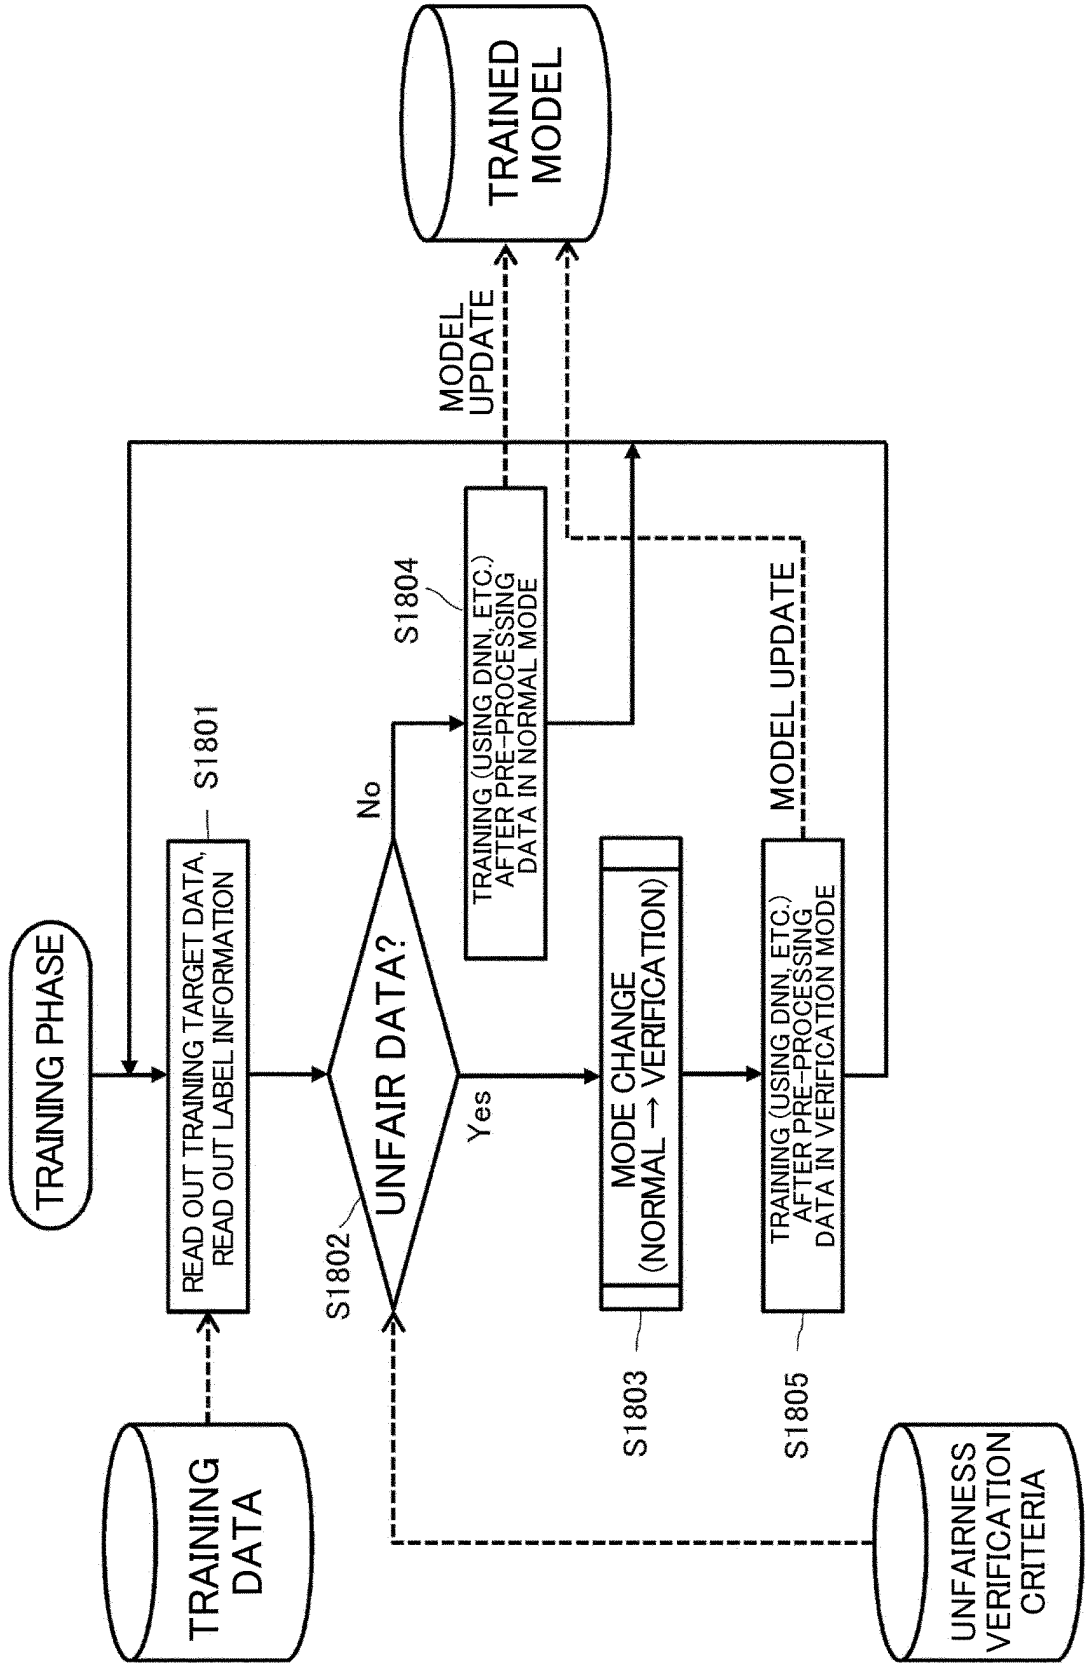 TRAINING PHASE
TRAINING
DATA
READ OUT TRAINING TARGET DATA,
READ OUT LABEL INFORMATION
S1801
S1802
UNFAIR DATA?
No
Yes
S1804
TRAINING (USING DNN, ETC.)
AFTER PRE-PROCESSING
DATA IN NORMAL MODE
MODEL
UPDATE
TRAINED
MODEL
S1803
MODE CHANGE
(NORMAL → VERIFICATION)
S1805
TRAINING (USING DNN, ETC.)
AFTER PRE-PROCESSING
DATA IN VERIFICATION MODE
MODEL UPDATE
UNFAIRNESS
VERIFICATION
CRITERIA